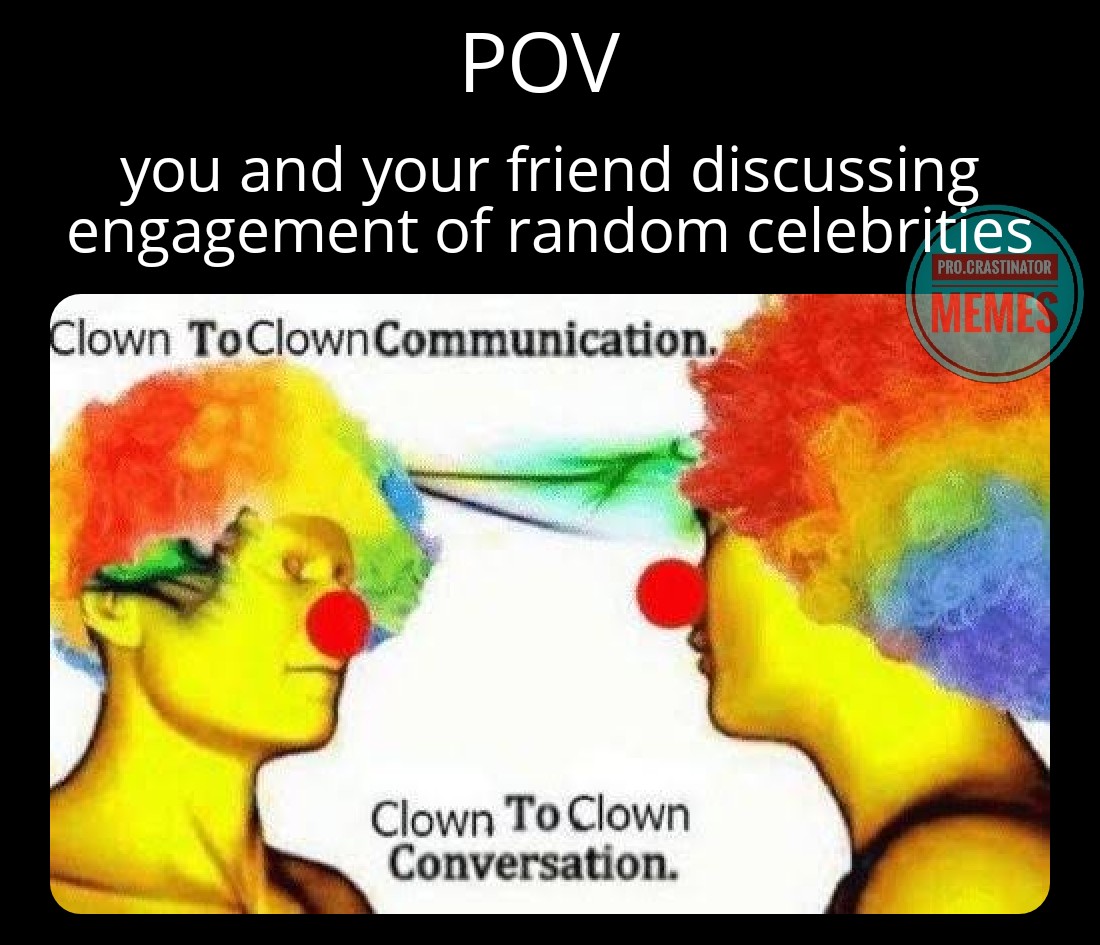 POV
you and your friend discussing
engagement of random celebrities
PRO.CRASTINATOR
MEMES
Clown To Clown Communication.
Clown To Clown
Conversation.